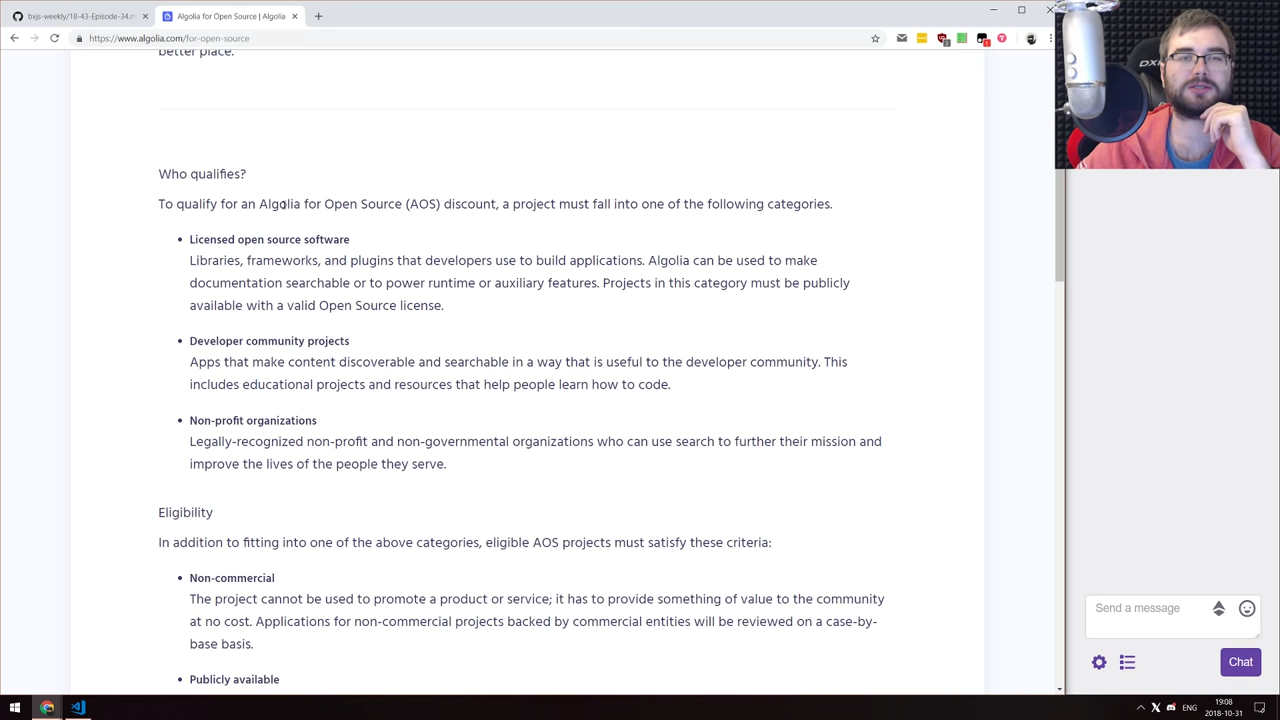 bxjs-weekly/18-43-Episode-34.m
Algolia for Open Source | Algolia
https://www.algolia.com/for-open-source
better place.
Who qualifies?
To qualify for an Algolia for Open Source (AOS) discount, a project must fall into one of the following categories.
Licensed open source software
Libraries, frameworks, and plugins that developers use to build applications. Algolia can be used to make
documentation searchable or to power runtime or auxiliary features. Projects in this category must be publicly
available with a valid Open Source license.
Developer community projects
Apps that make content discoverable and searchable in a way that is useful to the developer community. This
includes educational projects and resources that help people learn how to code.
Non-profit organizations
Legally-recognized non-profit and non-governmental organizations who can use search to further their mission and
improve the lives of the people they serve.
Eligibility
In addition to fitting into one of the above categories, eligible AOS projects must satisfy these criteria:
Non-commercial
The project cannot be used to promote a product or service; it has to provide something of value to the community
at no cost. Applications for non-commercial projects backed by commercial entities will be reviewed on a case-by-
base basis.
Publicly available
Send a message
Chat
ENG
19:08
2018-10-31